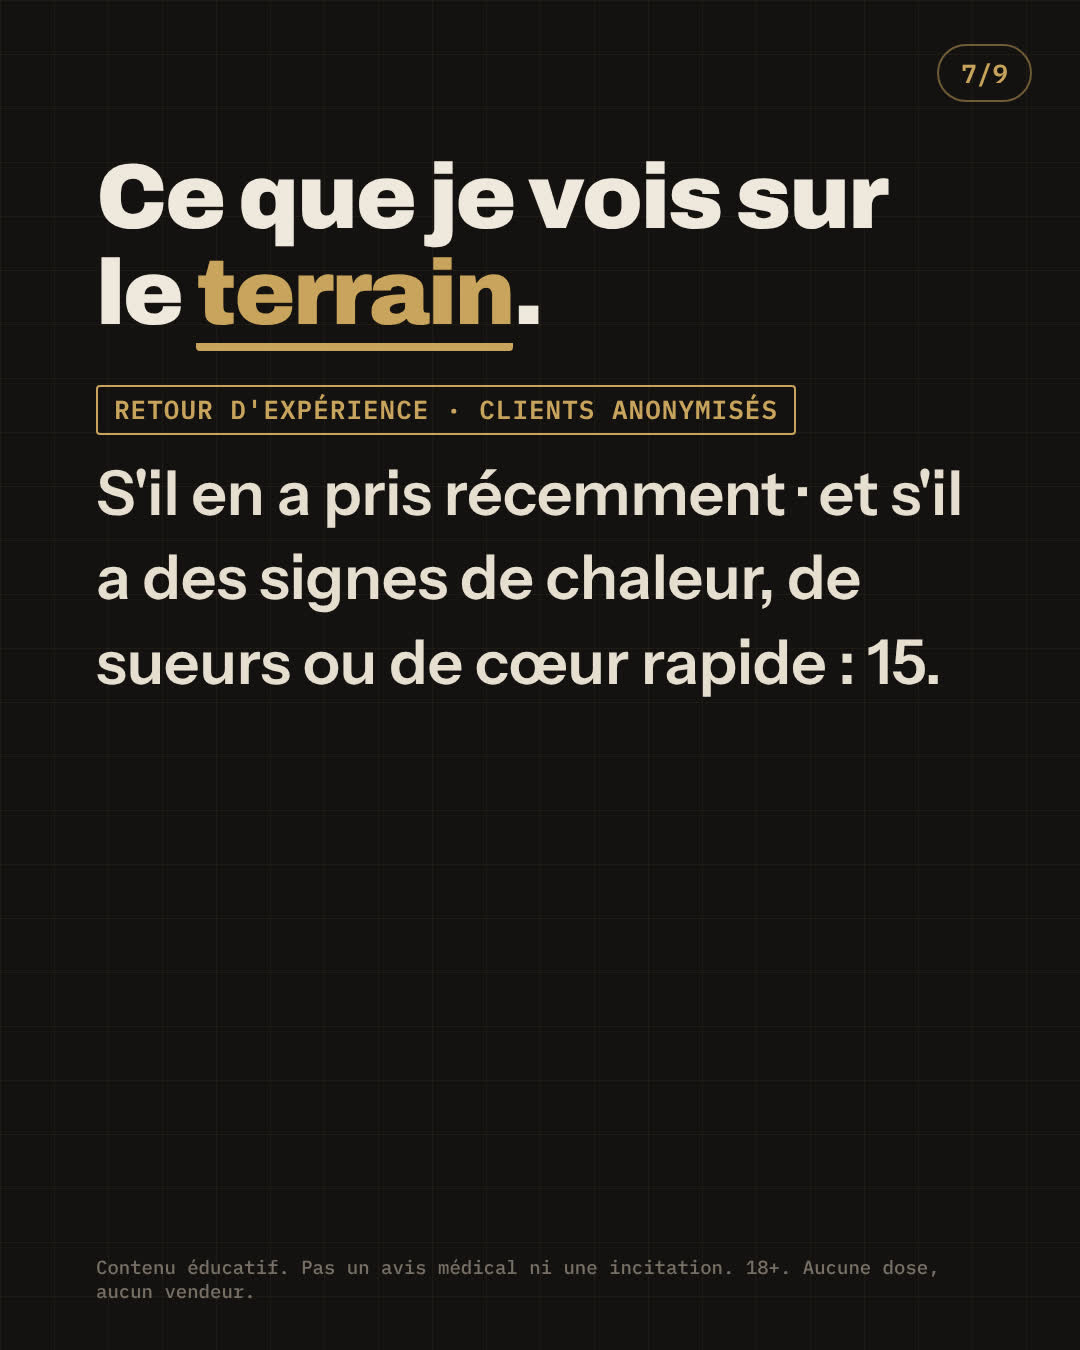 7/9
Ce que je vois sur
le terrain.
RETOUR D'EXPÉRIENCE · CLIENTS ANONYMISÉS
S'il en a pris récemment · et s'il
a des signes de chaleur, de
sueurs ou de cœur rapide : 15.
Contenu éducatif. Pas un avis médical ni une incitation. 18+. Aucune dose,
aucun vendeur.